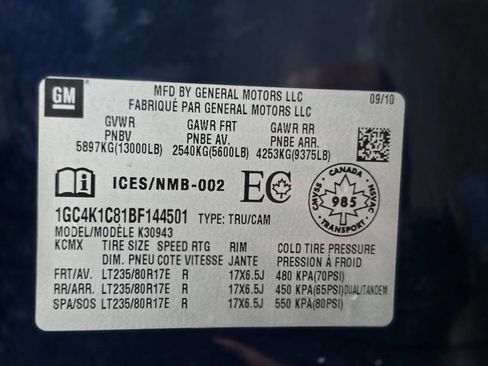 GM
MFD BY GENERAL MOTORS LLC
FABRIQUÉ PAR GENERAL MOTORS LLC
09/10
GVWR GAWR FRT GAWR RR
PNBV PNBE AV. PNBE ARR.
5897KG(13000LB) 2540KG(5600LB) 4253KG(9375LB)
ICES/NMB-002 EC
CANADA
CMVSS 985 NSVAC
TRANSPORT
1GC4K1C81BF144501 TYPE: TRU/CAM
MODEL/MODÈLE K30943
KCMX TIRE SIZE SPEED RTG RIM COLD TIRE PRESSURE
DIM. PNEU COTE VITESSE JANTE PRESSION À FROID
FRT/AV. LT235/80R17E R 17X6.5J 480 KPA(70PSI)
RR/ARR. LT235/80R17E R 17X6.5J 450 KPA(65PSI) DUAL/TANDEM
SPA/SOS LT235/80R17E R 17X6.5J 550 KPA(80PSI)